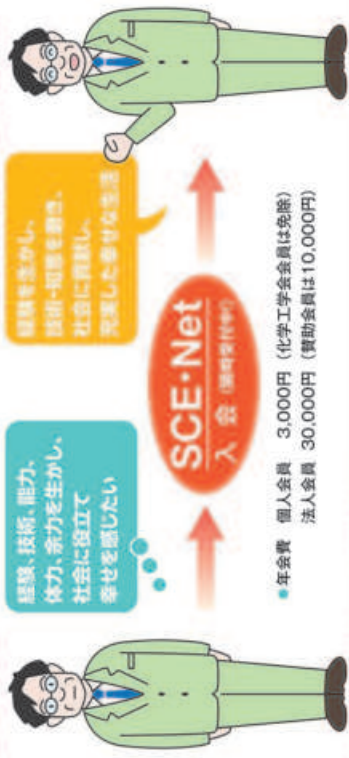 経験、技術、能力、
体力、余力を生かし、
社会に役立て
幸せを感じたい
経験を生かし、
技術・知恵を磨き、
社会に貢献し、
充実した幸せな生活
SCE・Net
入会（随時受付中！）
●年会費 個人会員 3,000円（化学工学会会員は免除）
法人会員 30,000円（賛助会員は10,000円）